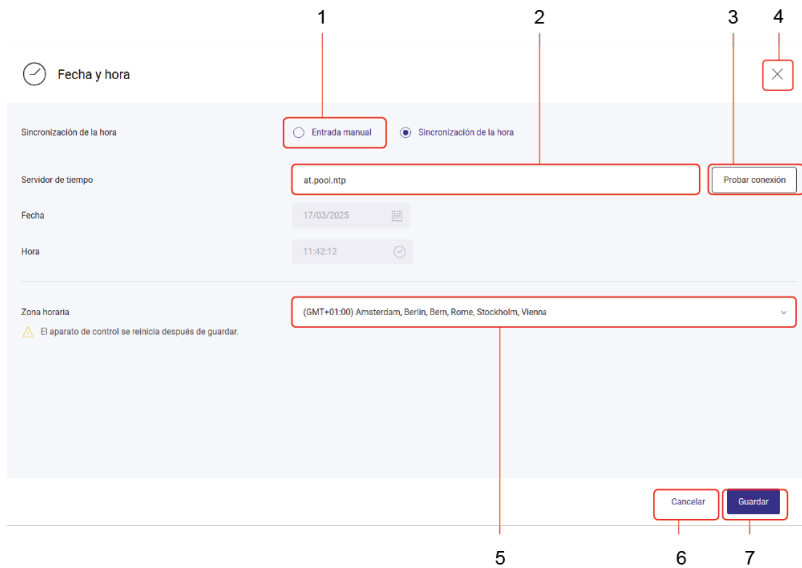 1 2 3 4
Fecha y hora
Sincronización de la hora Entrada manual Sincronización de la hora
Servidor de tiempo at.pool.ntp Probar conexión
Fecha 17/03/2025
Hora 11:42:12
Zona horaria (GMT+01:00) Amsterdam, Berlin, Bern, Rome, Stockholm, Vienna
El aparato de control se reinicia después de guardar.
Cancelar Guardar
5 6 7